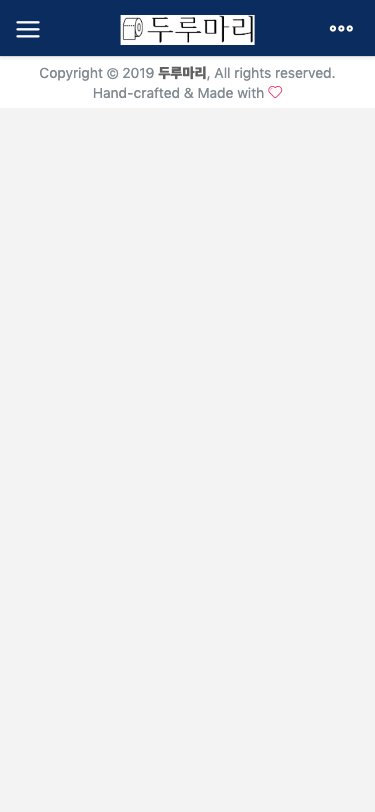 두루마리
Copyright © 2019 두루마리, All rights reserved.
Hand-crafted & Made with